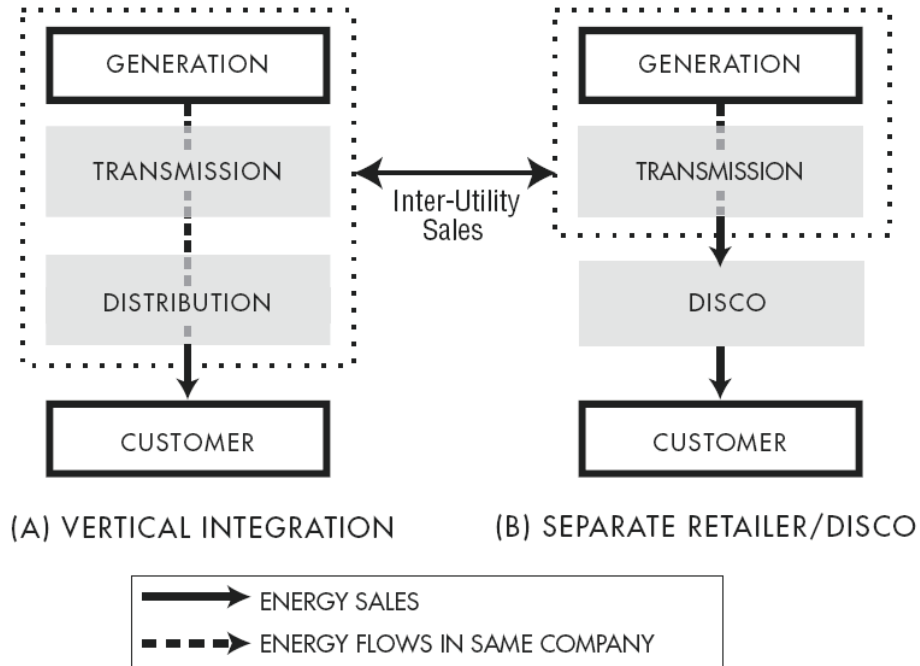 GENERATION
GENERATION
TRANSMISSION
TRANSMISSION
Inter-Utility
Sales
DISTRIBUTION
DISCO
CUSTOMER
CUSTOMER
(A) VERTICAL INTEGRATION
(B) SEPARATE RETAILER/DISCO
ENERGY SALES
ENERGY FLOWS IN SAME COMPANY